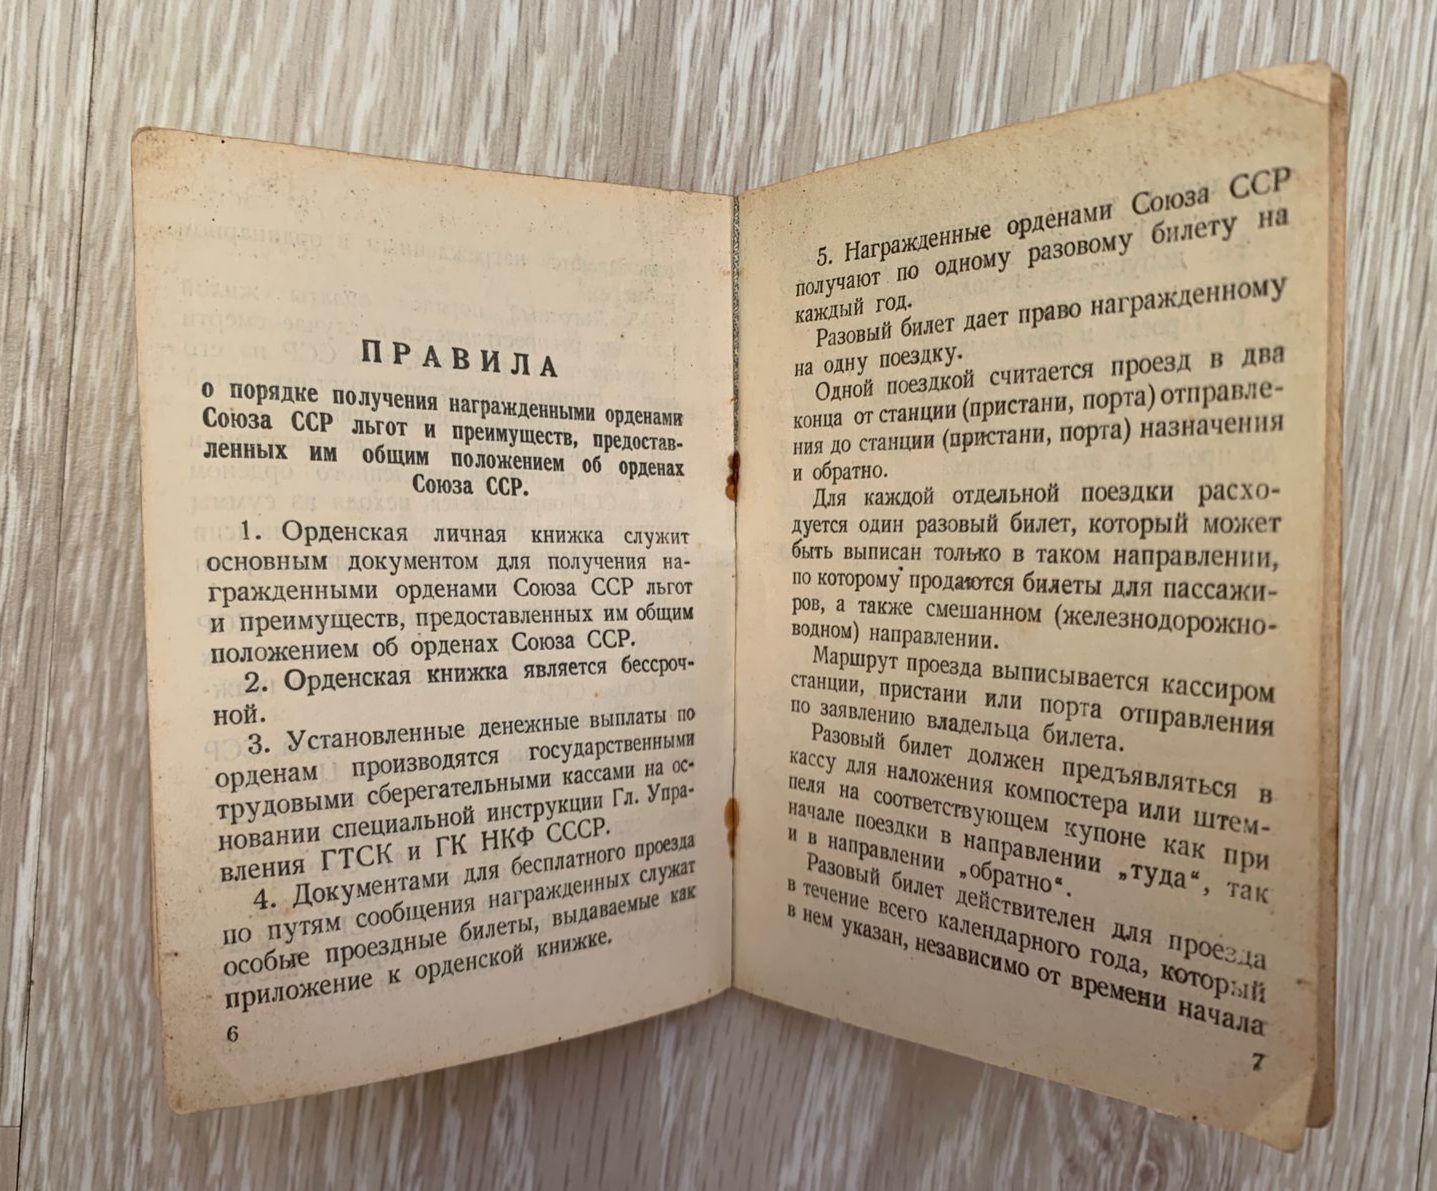 ПРАВИЛА
о порядке получения награжденными орденами
Союза ССР льгот и преимуществ, предостав-
ленных им общим положением об орденах
Союза ССР.
1. Орденская личная книжка служит
основным документом для получения на-
гражденными орденами Союза ССР льгот
и преимуществ, предоставленных им общим
положением об орденах Союза ССР.
2. Орденская книжка является бессроч-
ной.
3. Установленные денежные выплаты по
орденам производятся государственными
трудовыми сберегательными кассами на ос-
новании специальной инструкции Гл. Упра-
вления ГТСК и ГК НКФ СССР.
4. Документами для бесплатного проезда
по путям сообщения награжденных служат
особые проездные билеты, выдаваемые как
приложение к орденской книжке.
6
5. Награжденные орденами Союза ССР
получают по одному разовому билету на
каждый год.
Разовый билет дает право награжденному
на одну поездку.
Одной поездкой считается проезд в два
конца от станции (пристани, порта) отправле-
ния до станции (пристани, порта) назначения
и обратно.
Для каждой отдельной поездки расхо-
дуется один разовый билет, который может
быть выписан только в таком направлении,
по которому продаются билеты для пассажи-
ров, а также смешанном (железнодорожно-
водном) направлении.
Маршрут проезда выписывается кассиром
станции, пристани или порта отправления
по заявлению владельца билета.
Разовый билет должен предъявляться в
кассу для наложения компостера или штем-
пеля на соответствующем купоне как при
начале поездки в направлении „туда“, так
и в направлении „обратно“.
Разовый билет действителен для проезда
в течение всего календарного года, который
в нем указан, независимо от времени начала
7